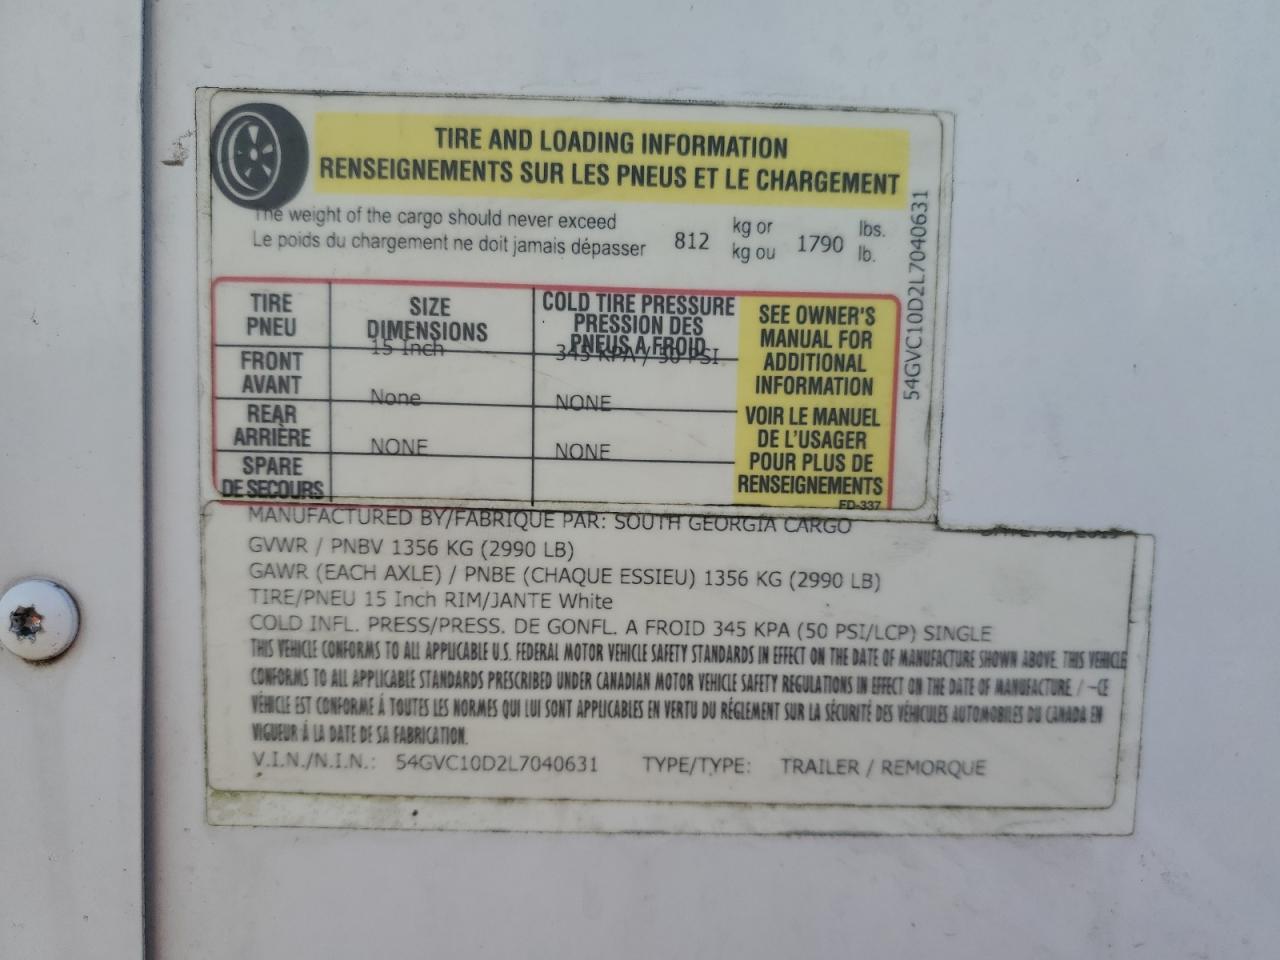 TIRE AND LOADING INFORMATION
RENSEIGNEMENTS SUR LES PNEUS ET LE CHARGEMENT
The weight of the cargo should never exceed 812 kg or 1790 lbs.
Le poids du chargement ne doit jamais dépasser kg ou lb.
54GVC10D2L7040631
TIRE SIZE COLD TIRE PRESSURE
PNEU DIMENSIONS PRESSION DES
PNEUS A FROID
15 Inch 345 KPA / 50 PSI
FRONT
AVANT
None NONE
REAR
ARRIÈRE
NONE NONE
SPARE
DE SECOURS
SEE OWNER'S
MANUAL FOR
ADDITIONAL
INFORMATION
VOIR LE MANUEL
DE L'USAGER
POUR PLUS DE
RENSEIGNEMENTS
FD-337
MANUFACTURED BY/FABRIQUE PAR: SOUTH GEORGIA CARGO
GVWR / PNBV 1356 KG (2990 LB)
GAWR (EACH AXLE) / PNBE (CHAQUE ESSIEU) 1356 KG (2990 LB)
TIRE/PNEU 15 Inch RIM/JANTE White
COLD INFL. PRESS/PRESS. DE GONFL. A FROID 345 KPA (50 PSI/LCP) SINGLE
THIS VEHICLE CONFORMS TO ALL APPLICABLE U.S. FEDERAL MOTOR VEHICLE SAFETY STANDARDS IN EFFECT ON THE DATE OF MANUFACTURE SHOWN ABOVE. THIS VEHICLE
CONFORMS TO ALL APPLICABLE STANDARDS PRESCRIBED UNDER CANADIAN MOTOR VEHICLE SAFETY REGULATIONS IN EFFECT ON THE DATE OF MANUFACTURE. / -CE
VÉHICLE EST CONFORME Á TOUTES LES NORMES QUI LUI SONT APPLICABLES EN VERTU DU RÉGLEMENT SUR LA SÉCURITÉ DES VÉHICULES AUTOMOBILES DU CANADA EN
VIGUEUR Á LA DATE DE SA FABRICATION.
V.I.N./N.I.N.: 54GVC10D2L7040631 TYPE/TYPE: TRAILER / REMORQUE